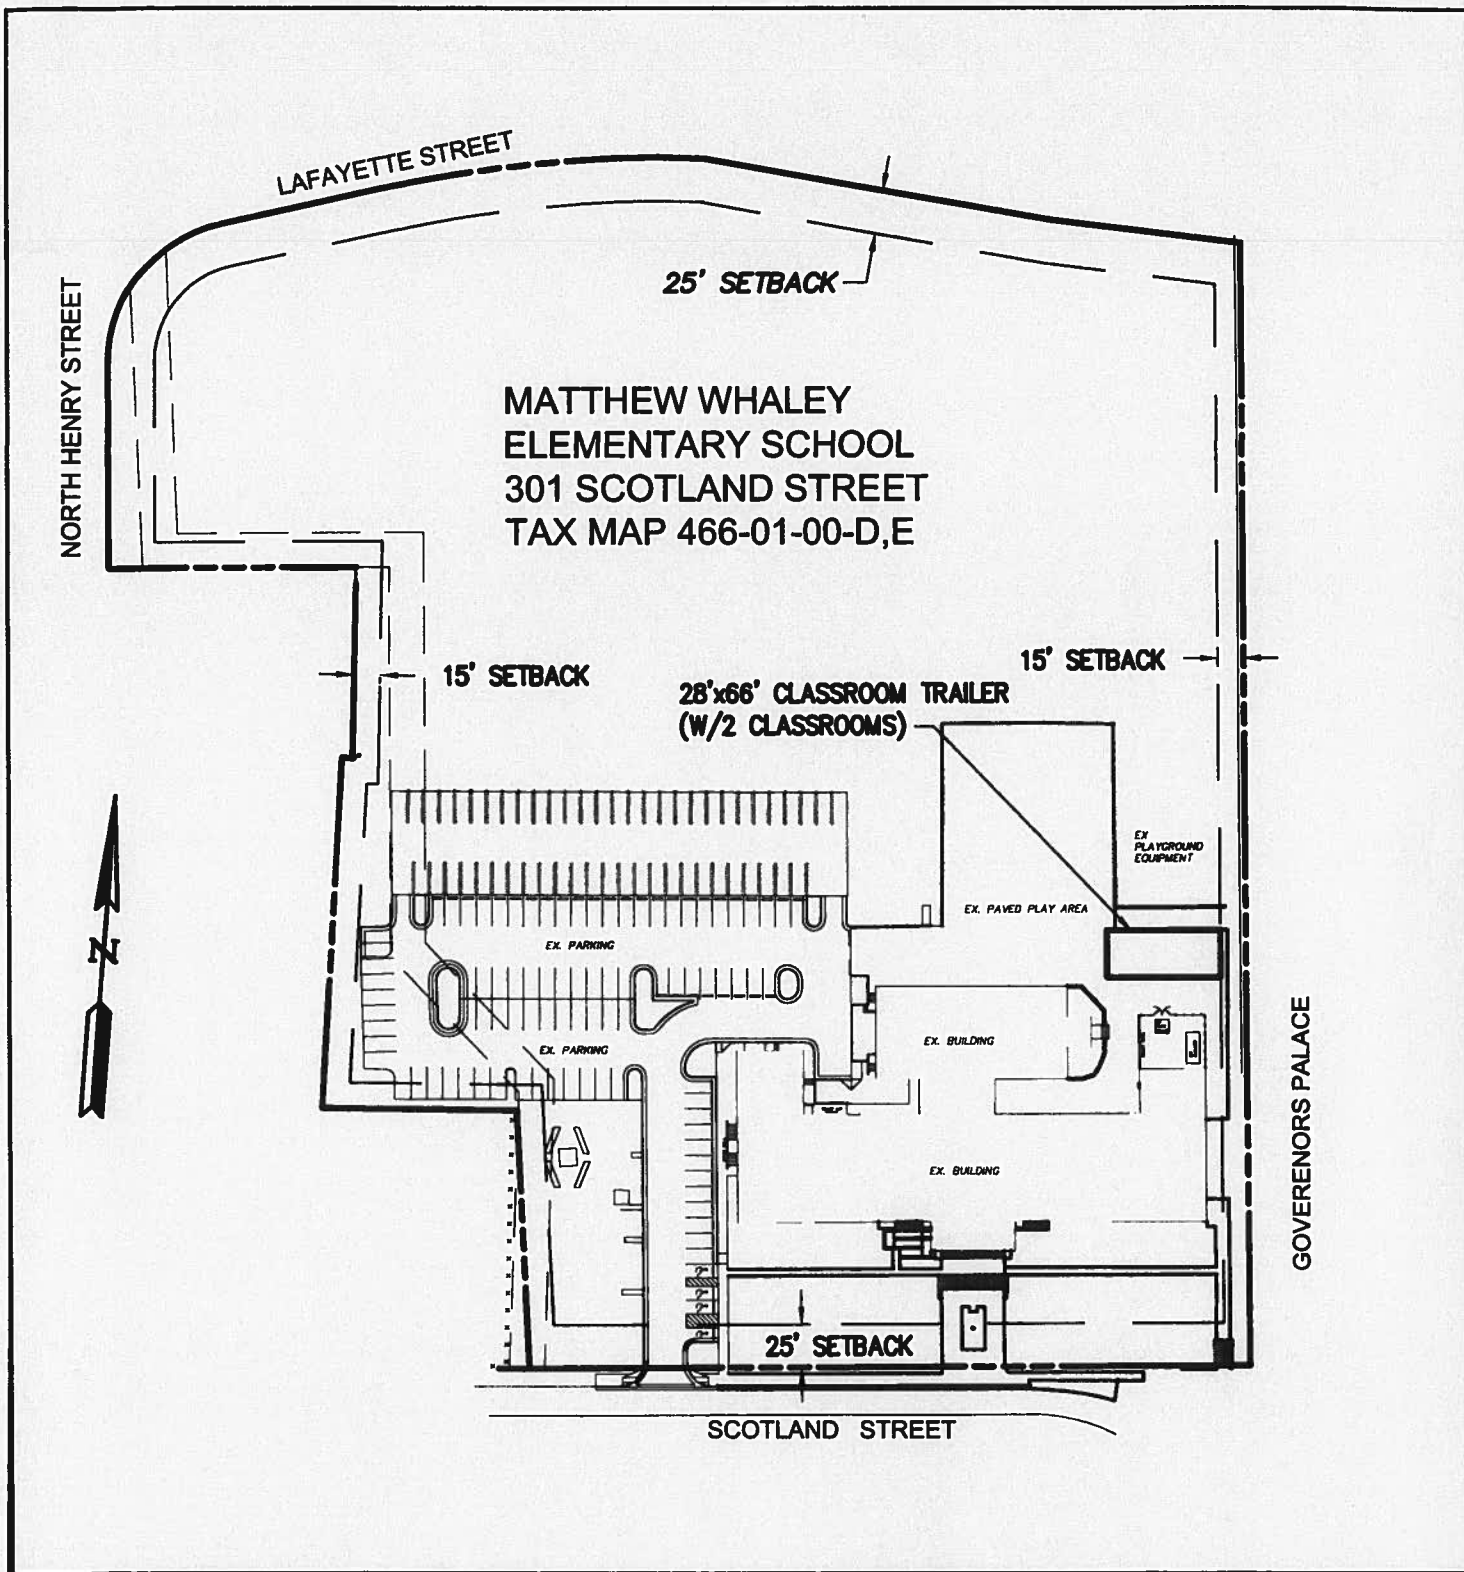 LAFAYETTE STREET
25' SETBACK
NORTH HENRY STREET
MATTHEW WHALEY
ELEMENTARY SCHOOL
301 SCOTLAND STREET
TAX MAP 466-01-00-D,E
15' SETBACK
15' SETBACK
28'x66' CLASSROOM TRAILER
(W/2 CLASSROOMS)
EX
PLAYGROUND
EQUIPMENT
EX. PAVED PLAY AREA
EX. PARKING
N
EX. PARKING
EX. BUILDING
GOVERENORS PALACE
EX. BUILDING
25' SETBACK
SCOTLAND STREET